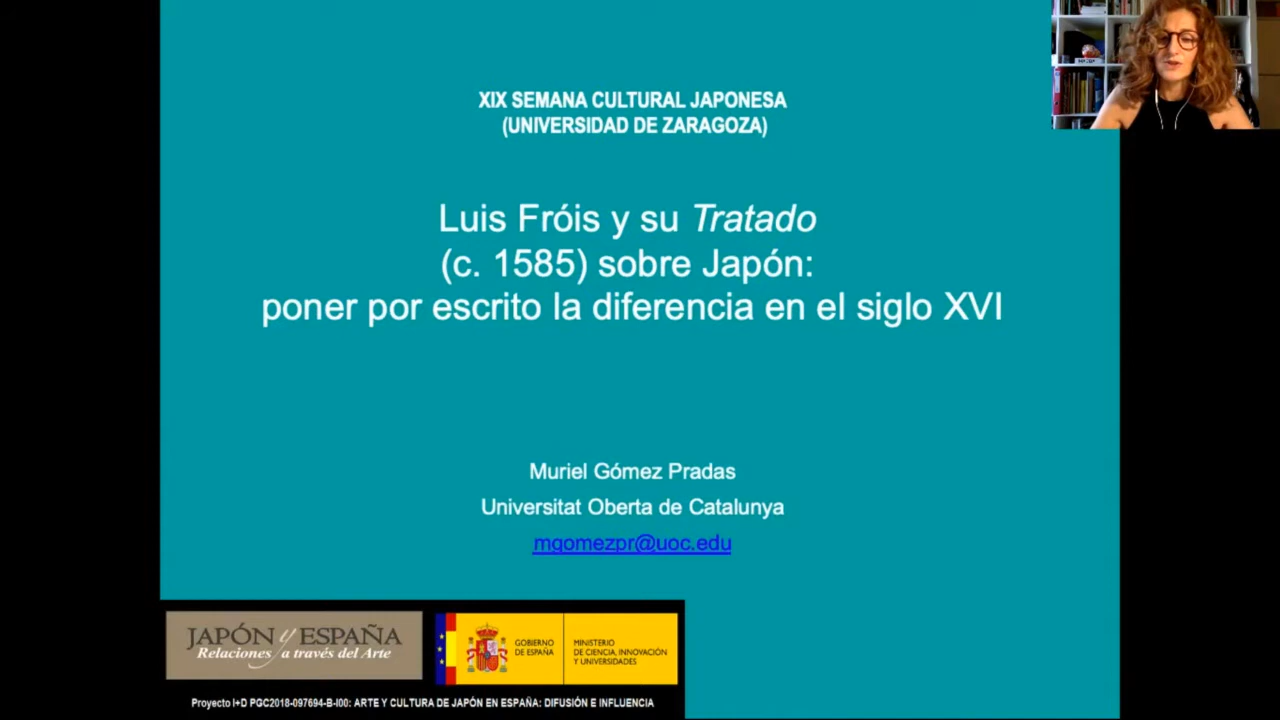 XIX SEMANA CULTURAL JAPONESA
(UNIVERSIDAD DE ZARAGOZA)
Luis Fróis y su Tratado
(c. 1585) sobre Japón:
poner por escrito la diferencia en el siglo XVI
Muriel Gómez Pradas
Universitat Oberta de Catalunya
mgomezpr@uoc.edu
JAPÓN y ESPAÑA
Relaciones a través del Arte
GOBIERNO
DE ESPAÑA
MINISTERIO
DE CIENCIA, INNOVACIÓN
Y UNIVERSIDADES
Proyecto I+D PGC2018-097694-B-I00: ARTE Y CULTURA DE JAPÓN EN ESPAÑA: DIFUSIÓN E INFLUENCIA